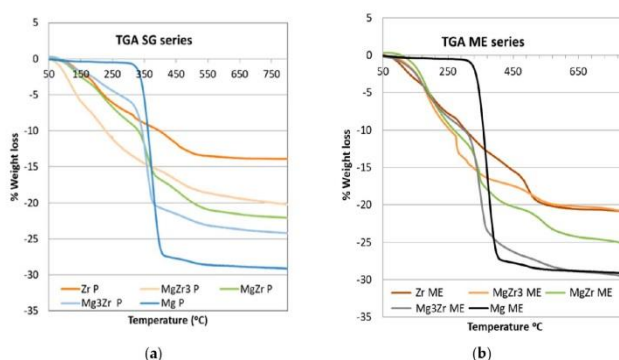 TGA SG series
% Weight loss
5
0
-5
-10
-15
-20
-25
-30
-35
50 150 250 350 450 550 650 750
Zr P MgZr3 P MgZr P
Mg3Zr P Mg P
Temperature (ºC)
(a)
TGA ME series
% Weight loss
5
0
-5
-10
-15
-20
-25
-30
-35
50 250 450 650
Zr ME MgZr3 ME MgZr ME
Mg3Zr ME Mg ME
Temperature ºC
(b)